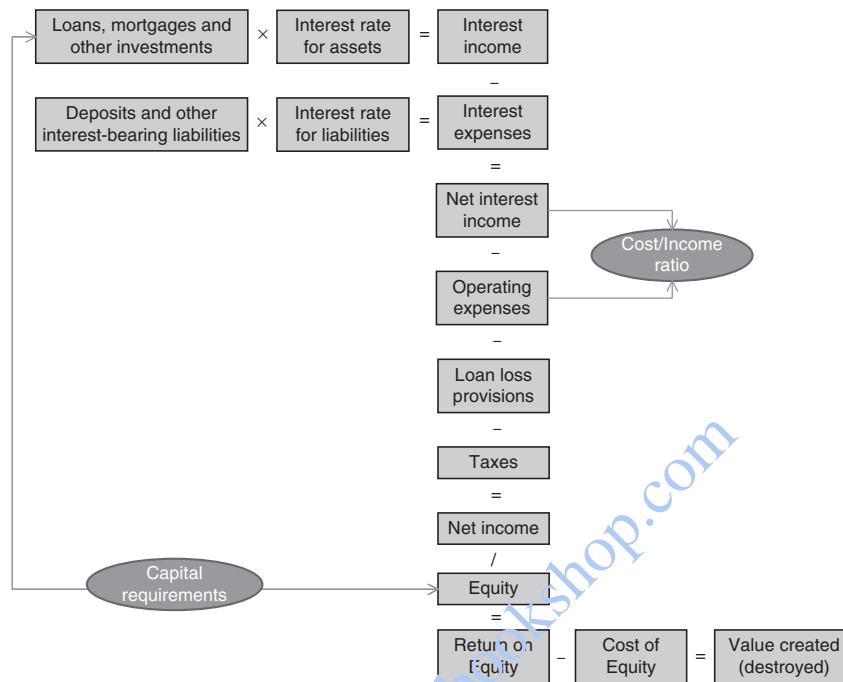 Loans, mortgages and
other investments
×
Interest rate
for assets
=
Interest
income
–
Deposits and other
interest-bearing liabilities
×
Interest rate
for liabilities
=
Interest
expenses
=
Net interest
income
Cost/Income
ratio
–
Operating
expenses
–
Loan loss
provisions
–
Taxes
=
Net income
/
Capital
requirements
Equity
=
Return on
Equity
–
Cost of
Equity
=
Value created
(destroyed)
okshop.com